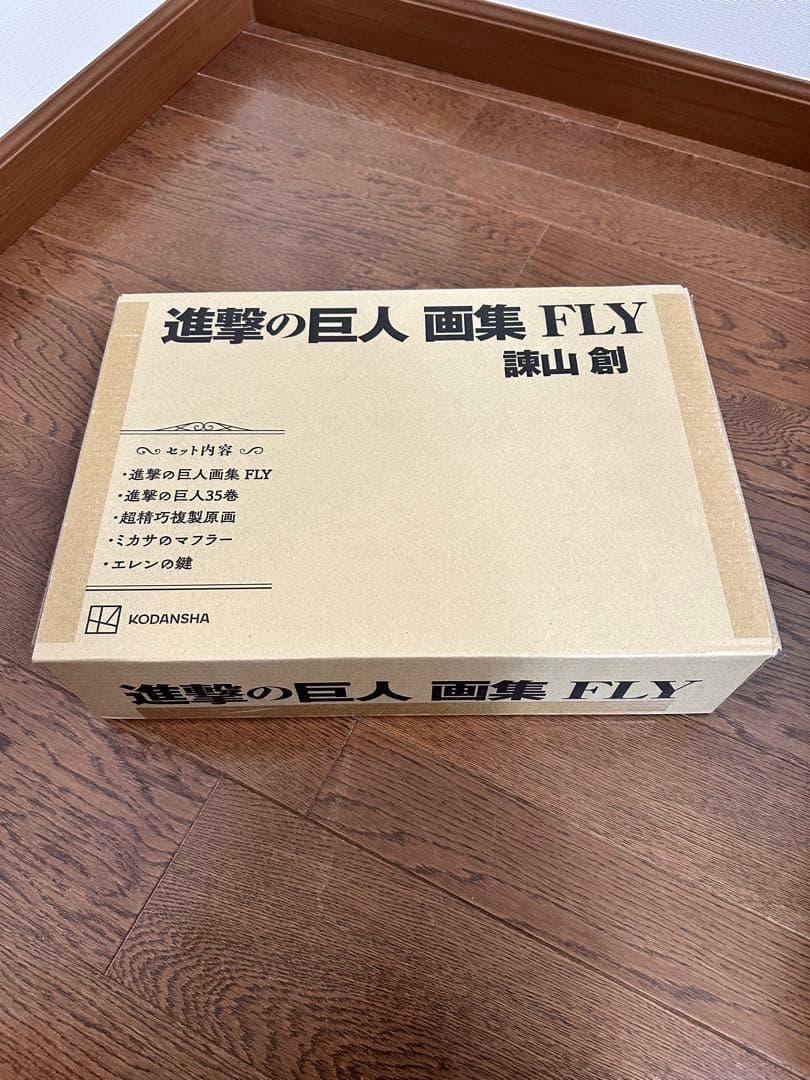 進撃の巨人 画集 FLY
諫山 創
セット内容
・進撃の巨人画集 FLY
・進撃の巨人35巻
・超精巧複製原画
・ミカサのマフラー
・エレンの鍵
KODANSHA
進撃の巨人 画集 FLY